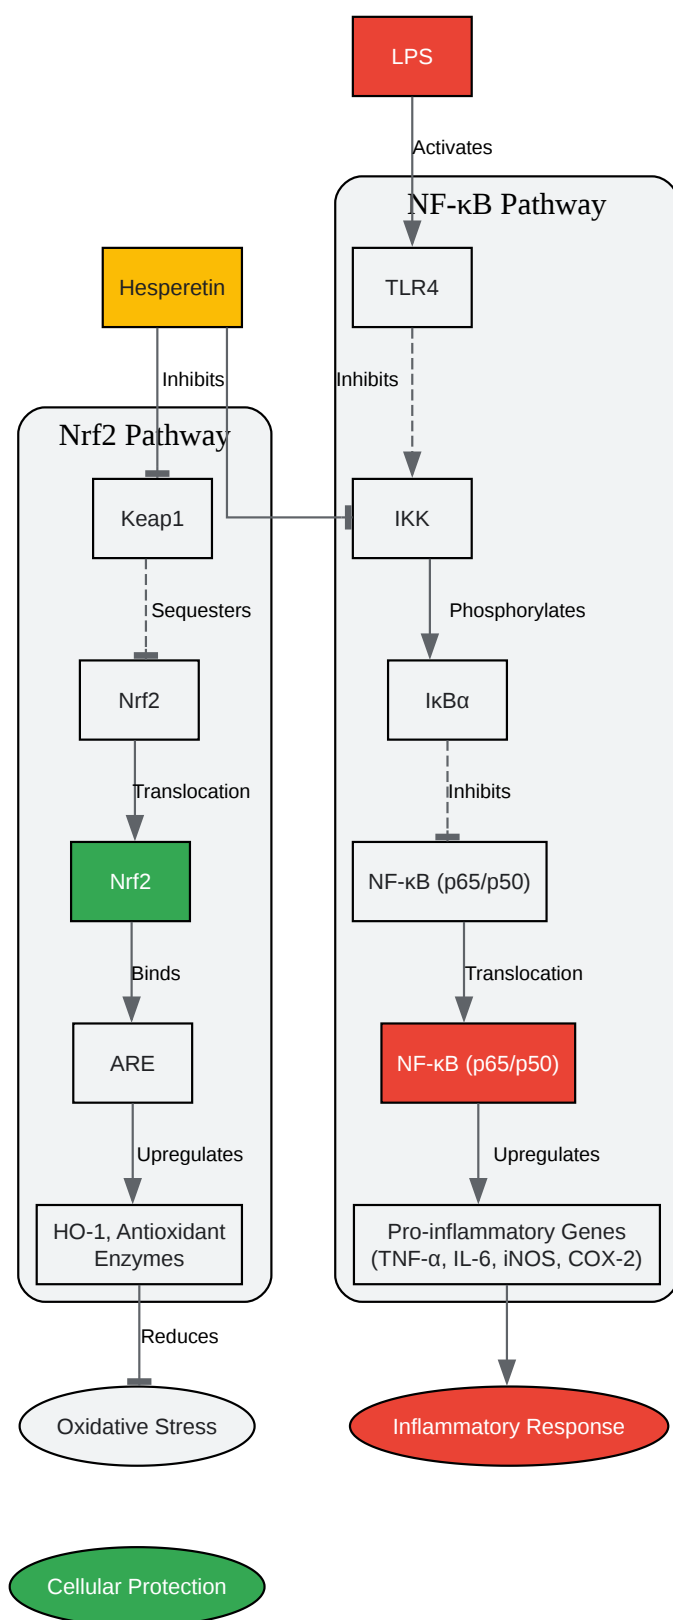 LPS
Activates
NF-κB Pathway
Hesperetin
TLR4
Inhibits
Inhibits
Nrf2 Pathway
Keap1
IKK
Sequesters
Phosphorylates
Nrf2
IκBα
Translocation
Inhibits
Nrf2
NF-κB (p65/p50)
Binds
Translocation
ARE
NF-κB (p65/p50)
Upregulates
Upregulates
HO-1, Antioxidant
Enzymes
Pro-inflammatory Genes
(TNF-α, IL-6, iNOS, COX-2)
Reduces
Oxidative Stress
Inflammatory Response
Cellular Protection